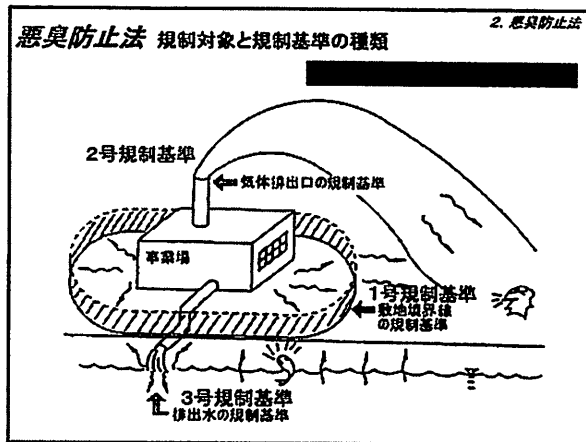 2. 悪臭防止法
悪臭防止法 規制対象と規制基準の種類
2号規制基準
気体排出口の規制基準
事業場
1号規制基準
敷地境界線
の規制基準
3号規制基準
排出水の規制基準